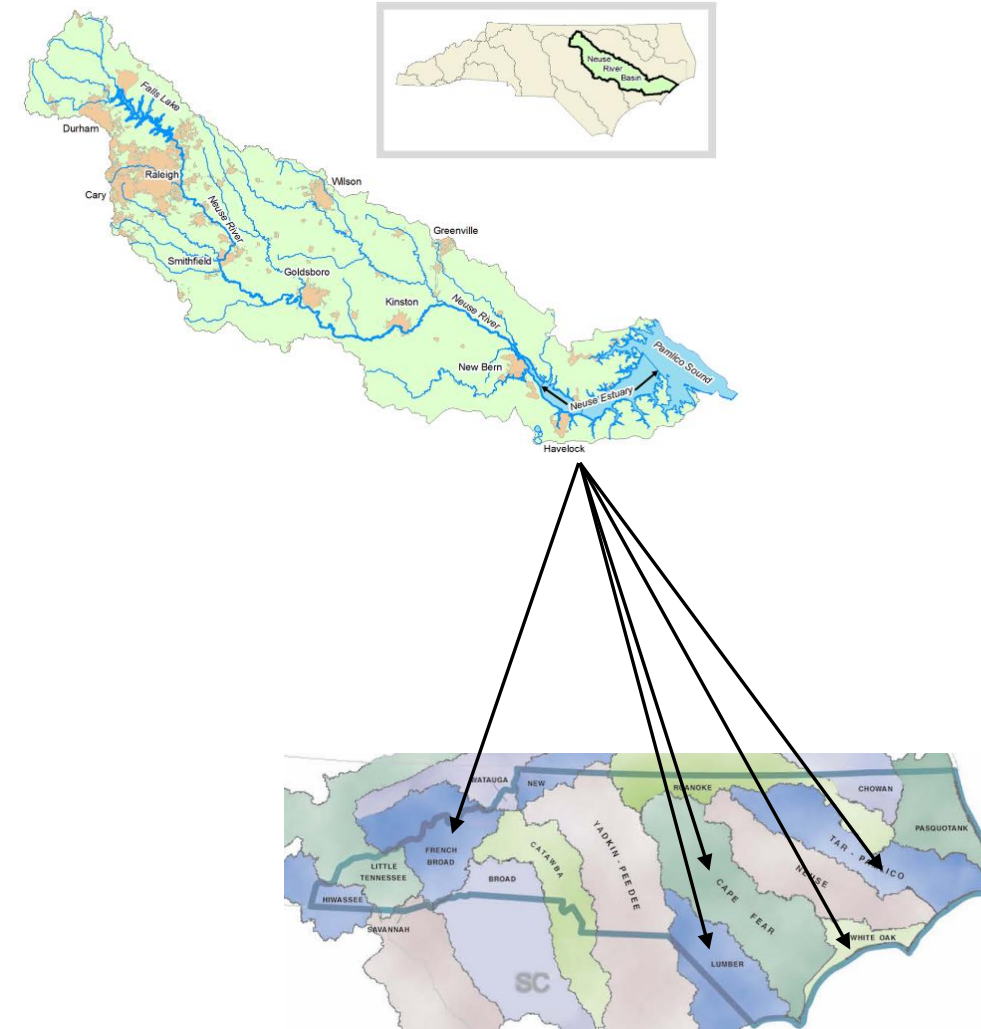 Neuse
River
Basin
Falls Lake
Durham
Raleigh
Cary
Wilson
Neuse River
Greenville
Smithfield
Goldsboro
Kinston
Neuse River
New Bern
Pamlico Sound
Neuse Estuary
Havelock
WATAUGA
NEW
ROANOKE
CHOWAN
PASQUOTANK
FRENCH
BROAD
LITTLE
TENNESSEE
CATAWBA
YADKIN - PEE DEE
TAR - PAMLICO
NEUSE
BROAD
CAPE FEAR
HIWASSEE
SAVANNAH
WHITE OAK
LUMBER
SC